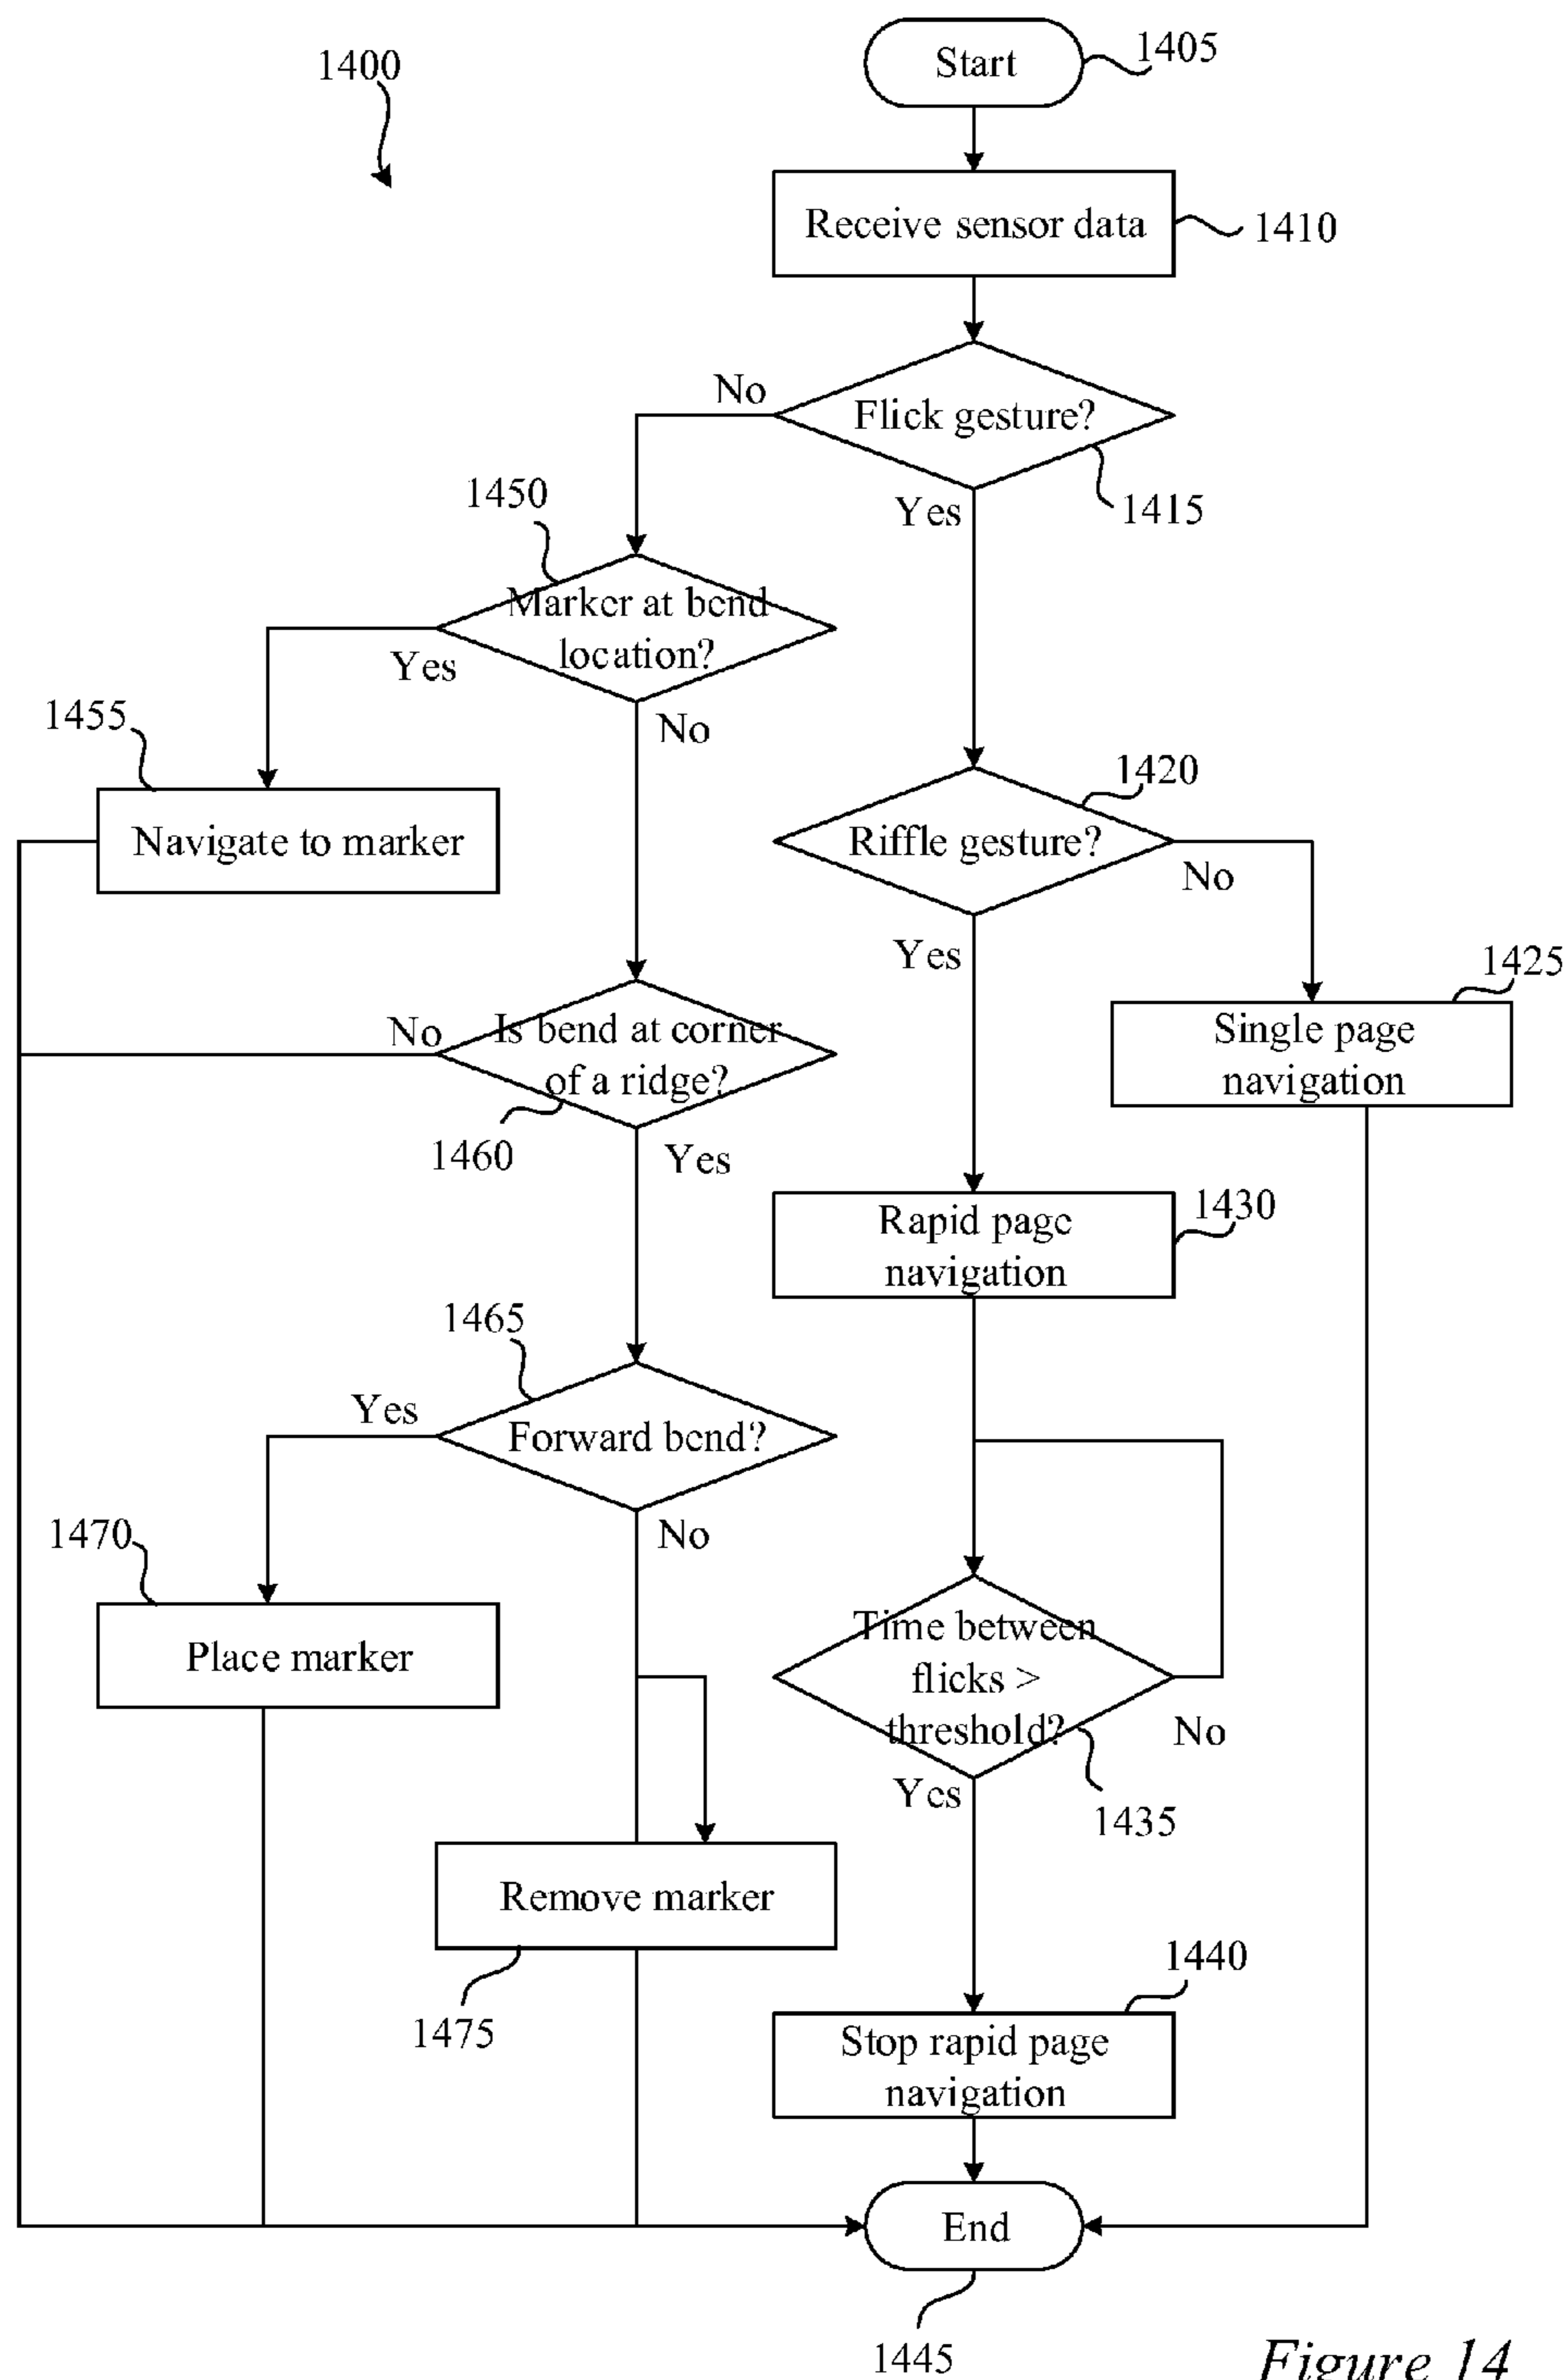 1400
Start
1405
Receive sensor data
1410
Flick gesture?
No
Yes
1415
1450
Marker at bend
location?
Yes
No
1455
Navigate to marker
1420
Riffle gesture?
No
Yes
1425
Single page
navigation
Is bend at corner
of a ridge?
No
1460
Yes
Rapid page
navigation
1430
1465
Forward bend?
Yes
No
1470
Place marker
Time between
flicks >
threshold?
No
Yes
1435
Remove marker
1475
1440
Stop rapid page
navigation
End
1445
Figure 14